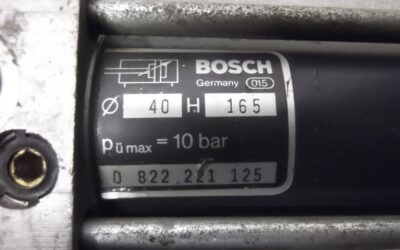 BOSCH
Germany 015
Ø 40 H 165
pü max = 10 bar
0 822 221 125